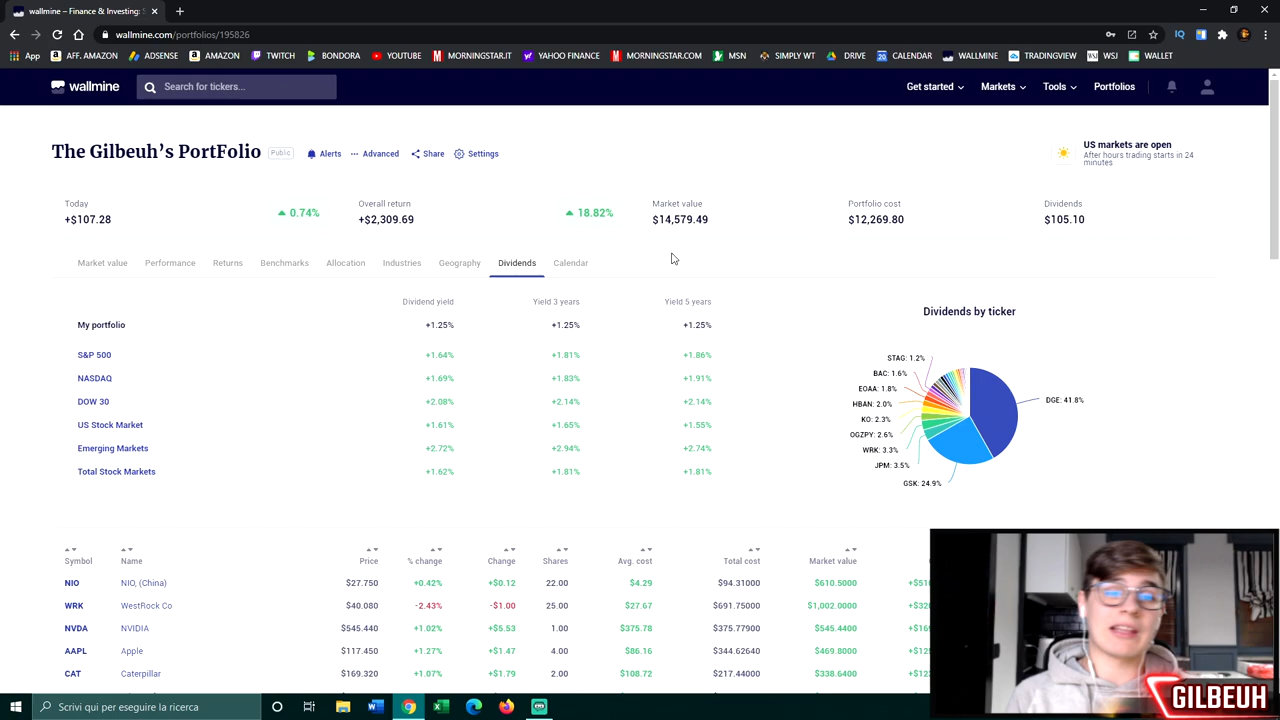 wallmine
wallmine.com/portfolios/195826
APP
BONDORA
AFF. AMAZON
ADSENSE
AMAZON
TWITCH
BONDORA
YOUTUBE
MORNINGSTAR.IT
YAHOO FINANCE
MORNINGSTAR.COM
MSN
SIMPLY WT
DRIVE
CALENDAR
WALLMINE
TRADINGVIEW
WSJ
WALLET
wallmine
Search for tickers...
Get started
Markets
Tools
Portfolios
The Gilbeuh's PortFolio
Public
Alerts
Advanced
Share
Settings
US markets are open
After hours trading starts in 24
minutes
Today
+$107.28
0.74%
Overall return
+$2,309.69
18.82%
Market value
$14,579.49
Portfolio cost
$12,269.80
Dividends
$105.10
Market value Performance Returns Benchmarks Allocation Industries Geography Dividends Calendar
Dividend yield Yield 3 years Yield 5 years
My portfolio +1.25% +1.25% +1.25%
S&P 500 +1.64% +1.81% +1.86%
NASDAQ +1.69% +1.83% +1.91%
DOW 30 +2.08% +2.14% +2.14%
US Stock Market +1.61% +1.65% +1.55%
Emerging Markets +2.72% +2.94% +2.74%
Total Stock Markets +1.62% +1.81% +1.81%
Dividends by ticker
STAG: 1.2%
BAC: 1.6%
EOAA: 1.8%
HBAN: 2.0%
KO: 2.3%
OGZPY: 2.6%
WRK: 3.3%
JPM: 3.5%
GSK: 24.9%
DGE: 41.8%
Symbol Name Price % change Change Shares Avg. cost Total cost Market value
NIO NIO, (China) $27.750 +0.42% +$0.12 22.00 $4.29 $94.31000 $610.5000
WRK WestRock Co $40.080 -2.43% -$1.00 25.00 $27.67 $691.75000 $1,002.0000
NVDA NVIDIA $545.440 +1.02% +$5.53 1.00 $375.78 $375.77900 $545.4400
AAPL Apple $117.450 +1.27% +$1.47 4.00 $86.16 $344.62640 $469.8000
CAT Caterpillar $169.320 +1.07% +$1.79 2.00 $108.72 $217.44000 $338.6400
GILBEUH
Scrivi qui per eseguire la ricerca